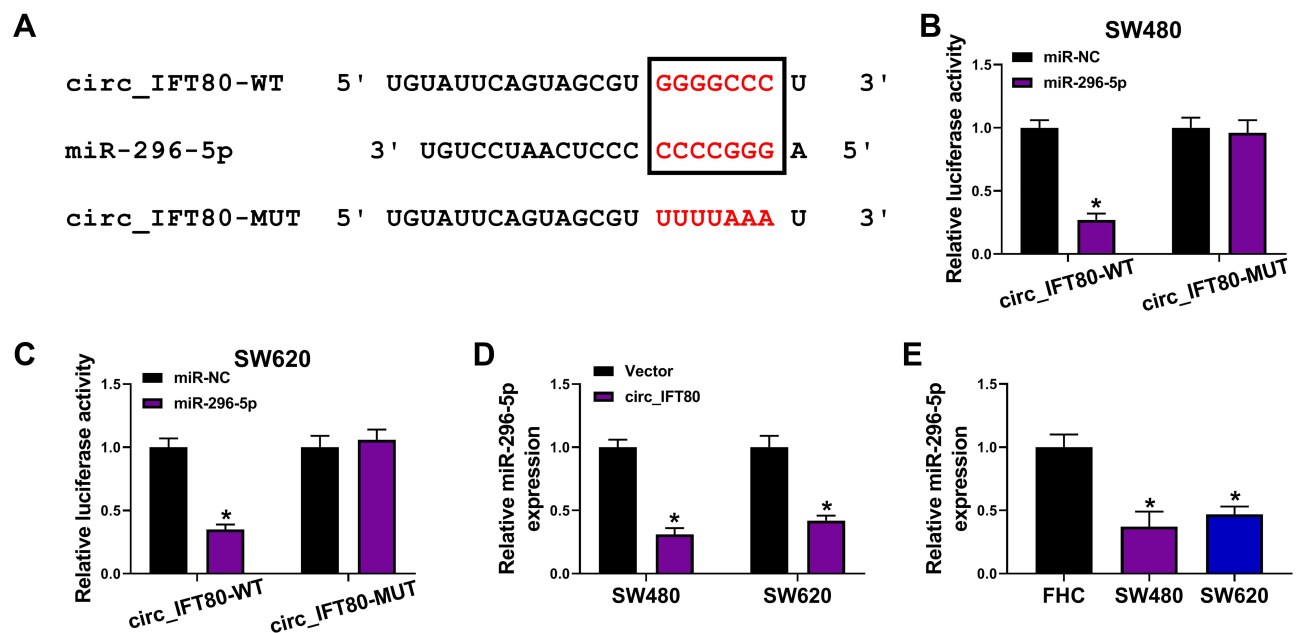 A
circ_IFT80-WT 5' UGUAUUCAGUAGCGU GGGGCCC U 3'
miR-296-5p 3' UGUCCUAACUCCC CCCCGGG A 5'
circ_IFT80-MUT 5' UGUAUUCAGUAGCGU UUUUAAA U 3'
B
SW480
miR-NC
miR-296-5p
Relative luciferase activity
1.5
1.0
0.5
0.0
*
circ_IFT80-WT
circ_IFT80-MUT
C
SW620
miR-NC
miR-296-5p
Relative luciferase activity
1.5
1.0
0.5
0.0
*
circ_IFT80-WT
circ_IFT80-MUT
D
Vector
circ_IFT80
Relative miR-296-5p
expression
1.5
1.0
0.5
0.0
* *
SW480 SW620
E
Relative miR-296-5p
expression
1.5
1.0
0.5
0.0
* *
FHC SW480 SW620